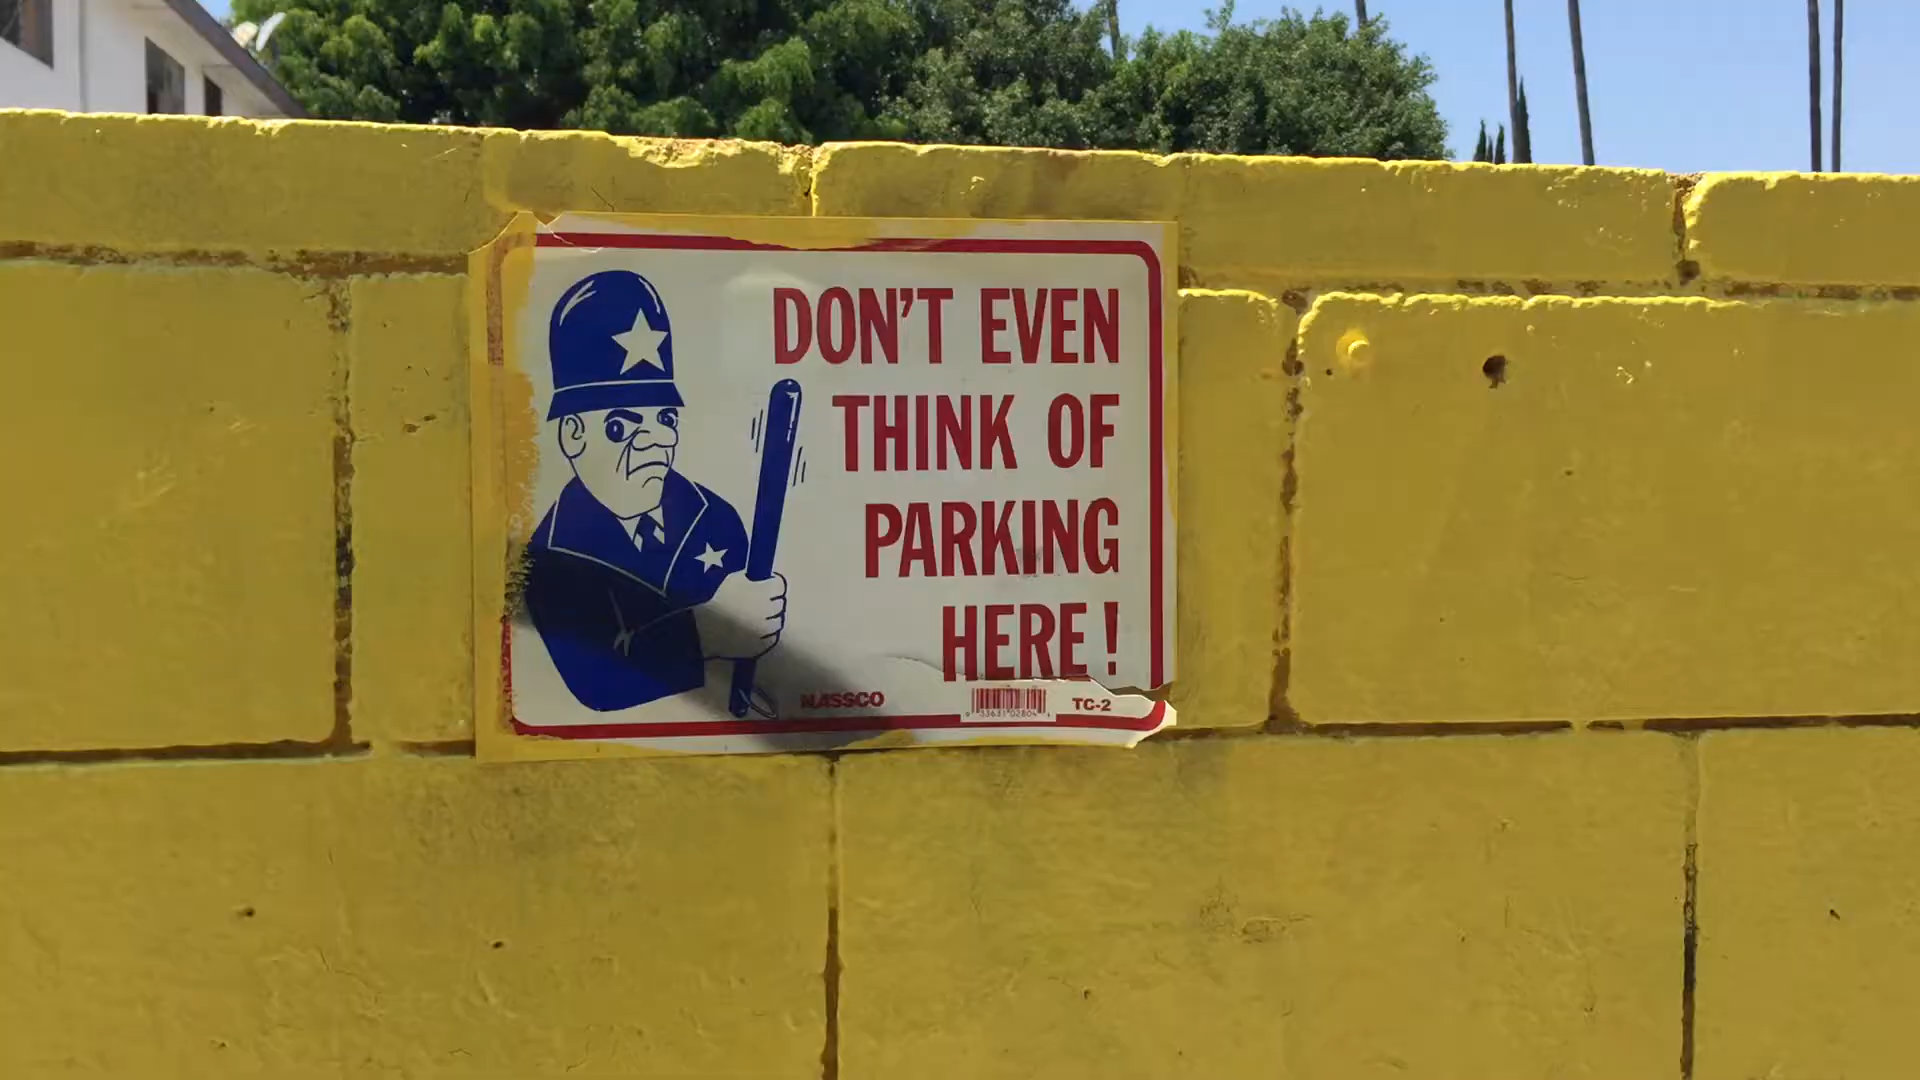 DON'T EVEN
THINK OF
PARKING
HERE!
NASSCO
TC-2